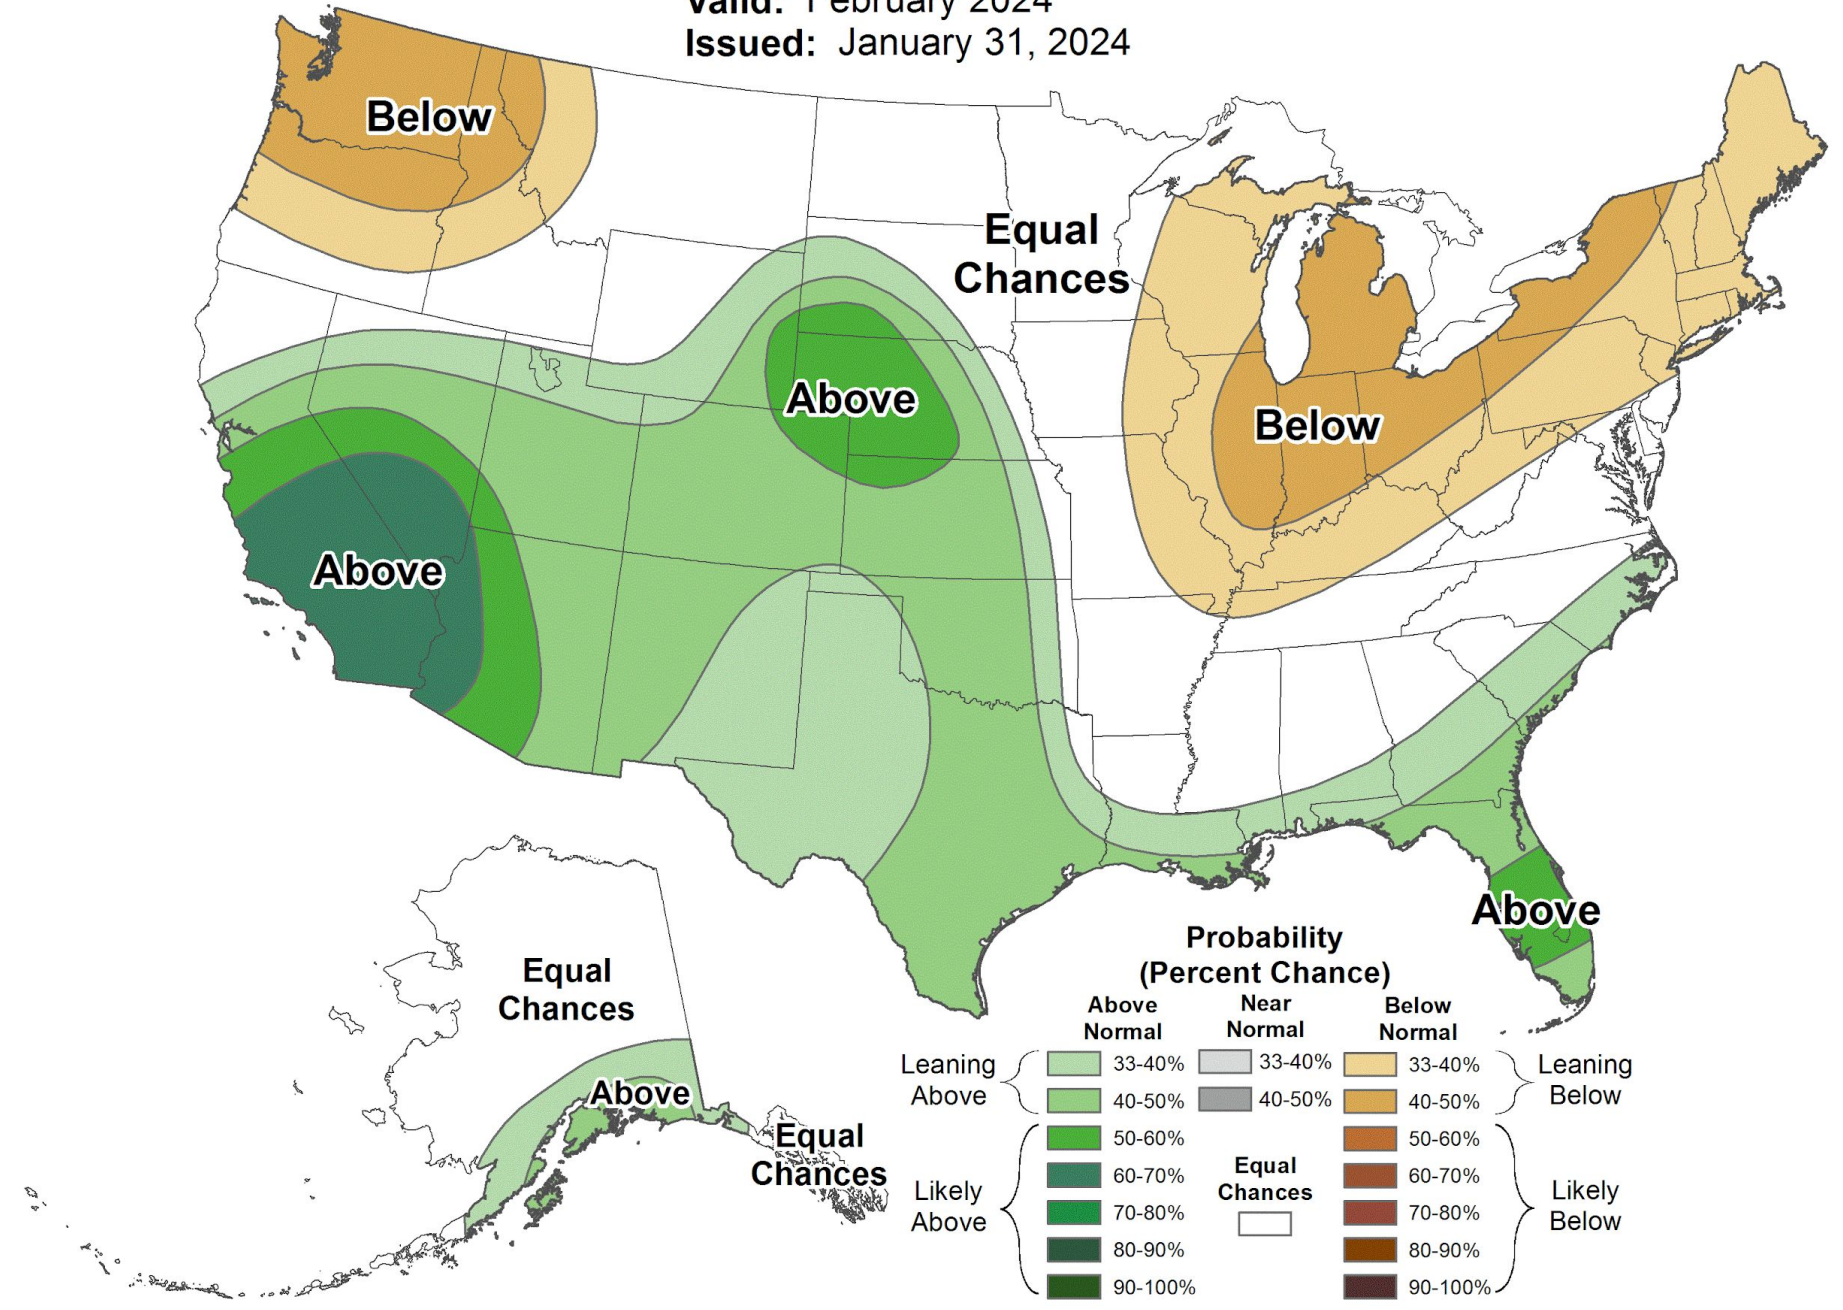 Valid: February 2024
Issued: January 31, 2024
Below
Equal
Chances
Above
Below
Above
Above
Equal
Chances
Above
Equal
Chances
Probability
(Percent Chance)
Above
Normal
Near
Normal
Below
Normal
Leaning
Above
33-40%
33-40%
33-40%
Leaning
Below
40-50%
40-50%
40-50%
Likely
Above
50-60%
60-70%
70-80%
80-90%
90-100%
Equal
Chances
50-60%
60-70%
70-80%
80-90%
90-100%
Likely
Below